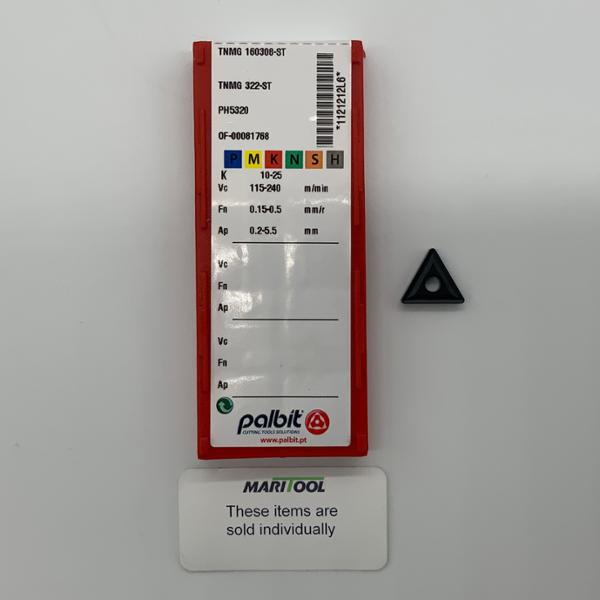 TNMG 160308-ST
TNMG 322-ST
PH5320
OF-00081768
*1121212L6*
P M K N S H
K 10-25
Vc 115-240 m/min
Fn 0.15-0.5 mm/r
Ap 0.2-5.5 mm
Vc
Fn
Ap
Vc
Fn
Ap
palbit
CUTTING TOOLS SOLUTIONS
www.palbit.pt
MARITOOL
These items are
sold individually